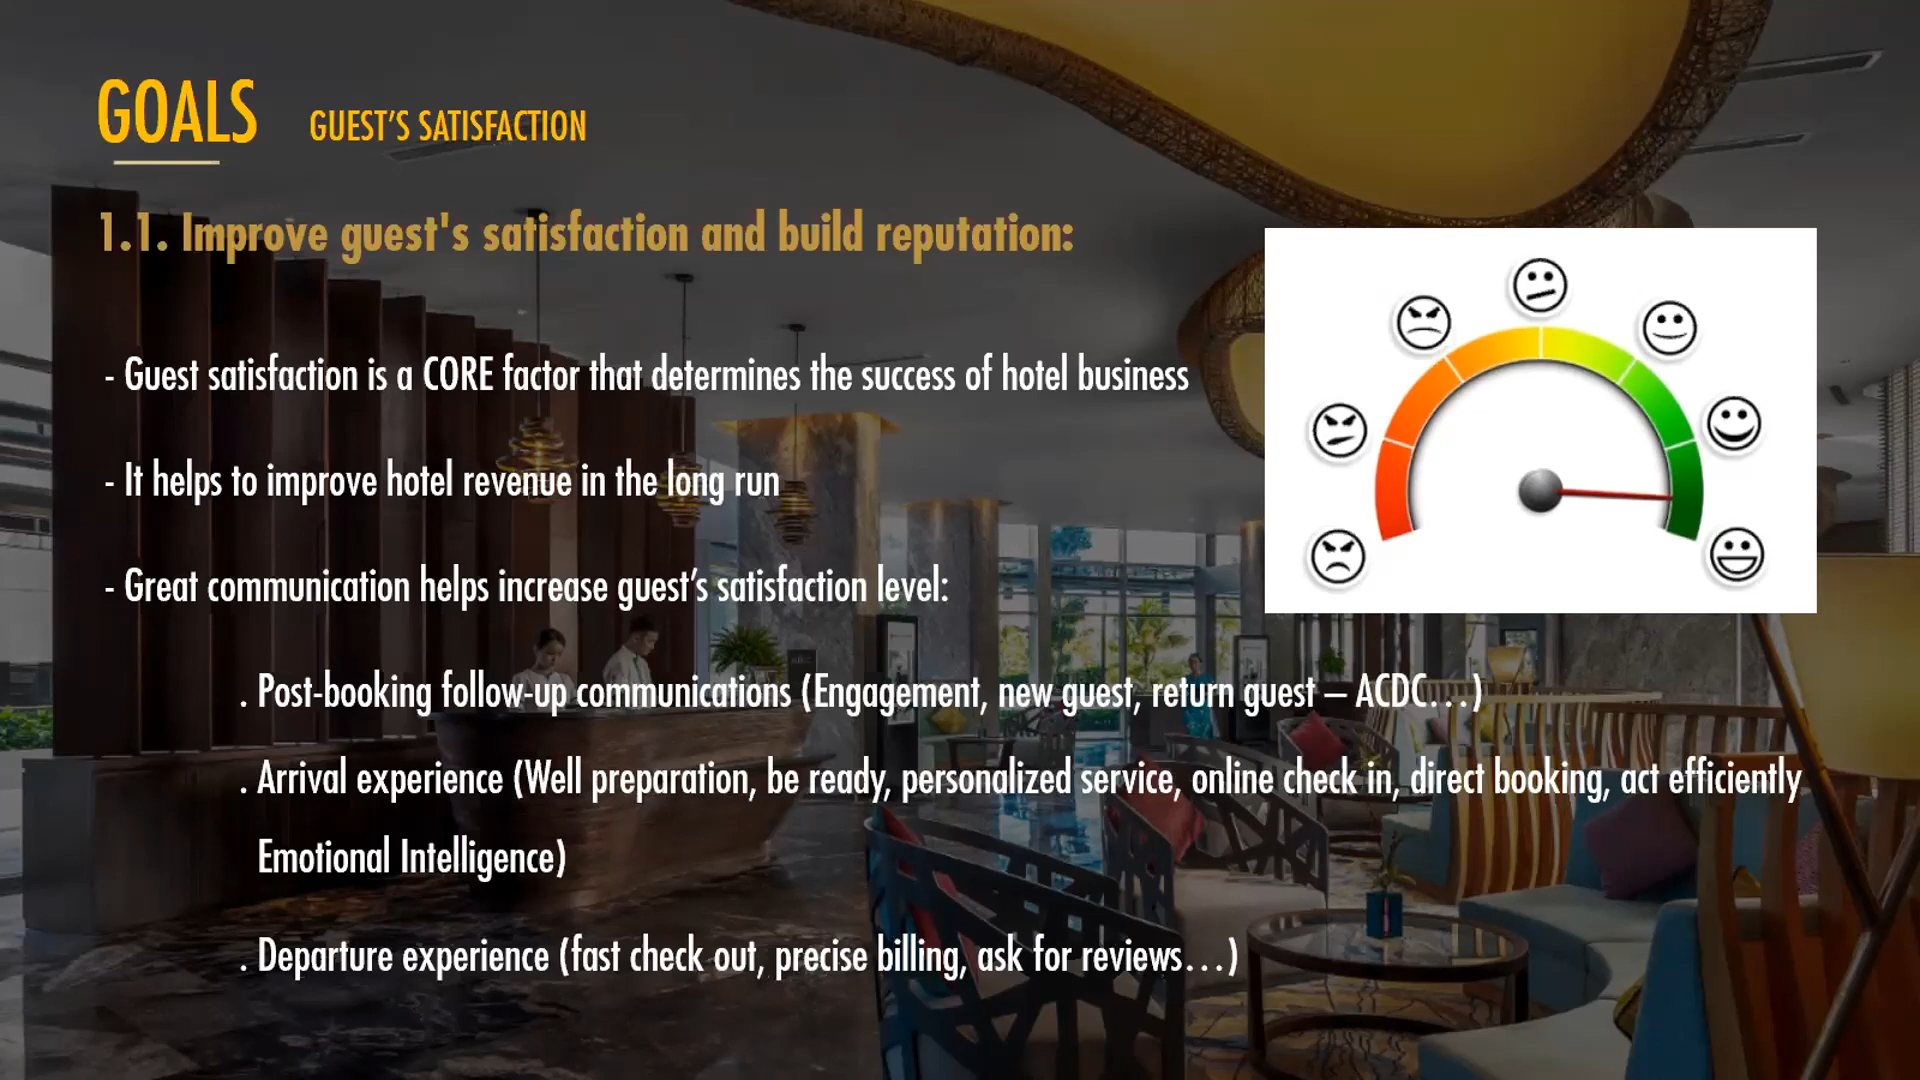 GOALS GUEST’S SATISFACTION
1.1. Improve guest's satisfaction and build reputation:
- Guest satisfaction is a CORE factor that determines the success of hotel business
- It helps to improve hotel revenue in the long run
- Great communication helps increase guest’s satisfaction level:
. Post-booking follow-up communications (Engagement, new guest, return guest – ACDC…)
. Arrival experience (Well preparation, be ready, personalized service, online check in, direct booking, act efficiently
Emotional Intelligence)
. Departure experience (fast check out, precise billing, ask for reviews…)